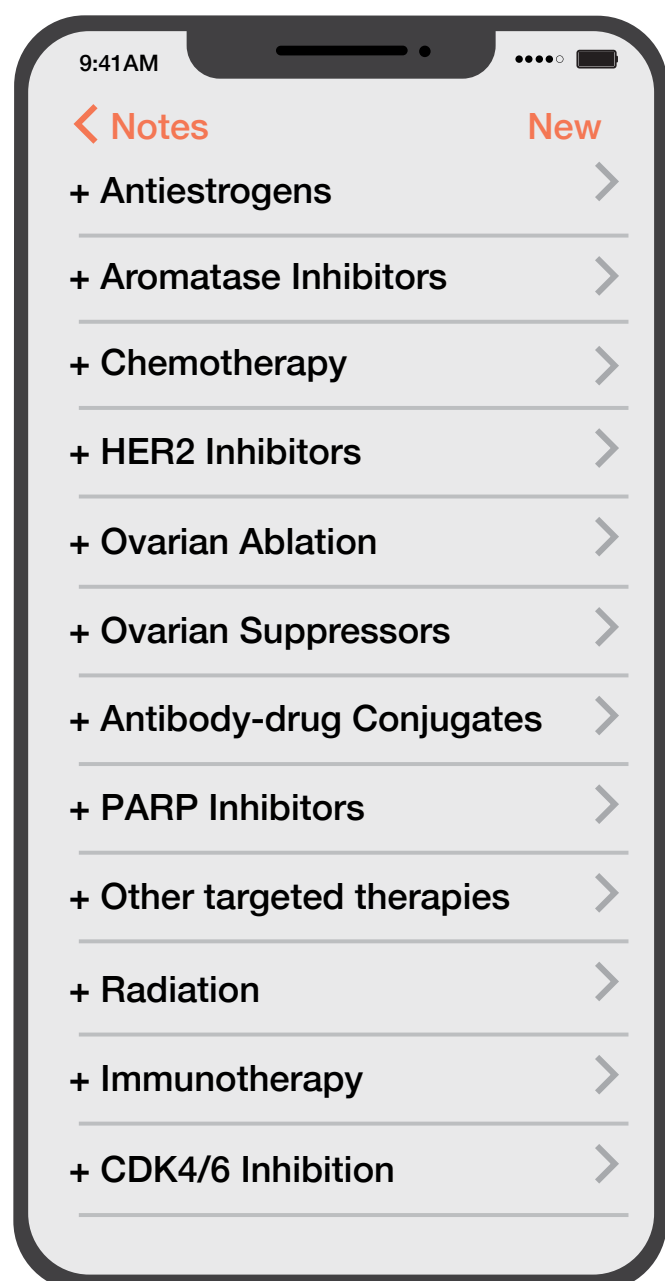 9:41AM
Notes New
+ Antiestrogens
+ Aromatase Inhibitors
+ Chemotherapy
+ HER2 Inhibitors
+ Ovarian Ablation
+ Ovarian Suppressors
+ Antibody-drug Conjugates
+ PARP Inhibitors
+ Other targeted therapies
+ Radiation
+ Immunotherapy
+ CDK4/6 Inhibition